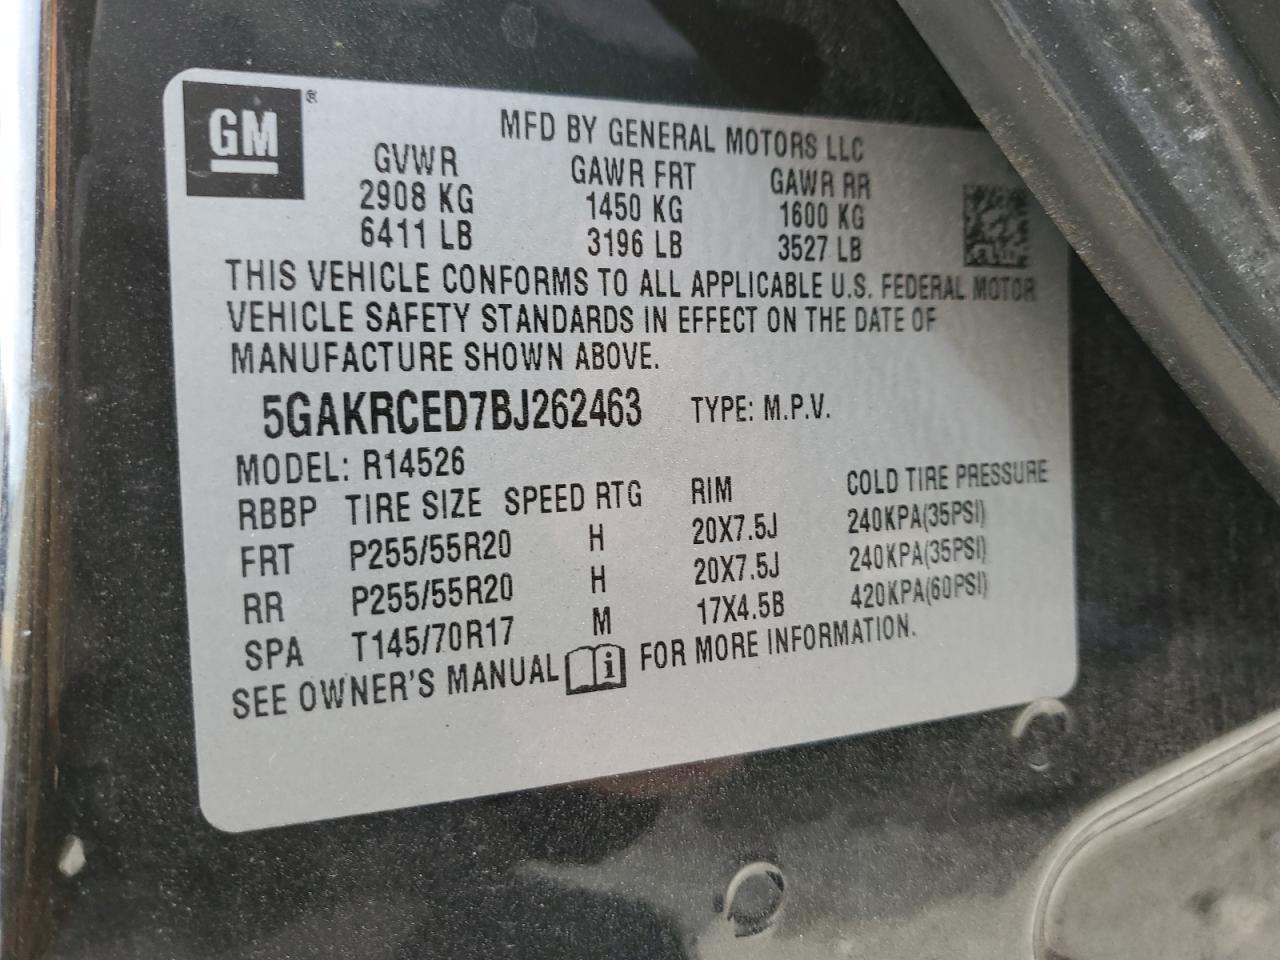 GM ®
MFD BY GENERAL MOTORS LLC
GVWR GAWR FRT GAWR RR
2908 KG 1450 KG 1600 KG
6411 LB 3196 LB 3527 LB
THIS VEHICLE CONFORMS TO ALL APPLICABLE U.S. FEDERAL MOTOR
VEHICLE SAFETY STANDARDS IN EFFECT ON THE DATE OF
MANUFACTURE SHOWN ABOVE.
5GAKRCED7BJ262463 TYPE: M.P.V.
MODEL: R14526
RBBP TIRE SIZE SPEED RTG RIM COLD TIRE PRESSURE
FRT P255/55R20 H 20X7.5J 240KPA(35PSI)
RR P255/55R20 H 20X7.5J 240KPA(35PSI)
SPA T145/70R17 M 17X4.5B 420KPA(60PSI)
SEE OWNER'S MANUAL i FOR MORE INFORMATION.